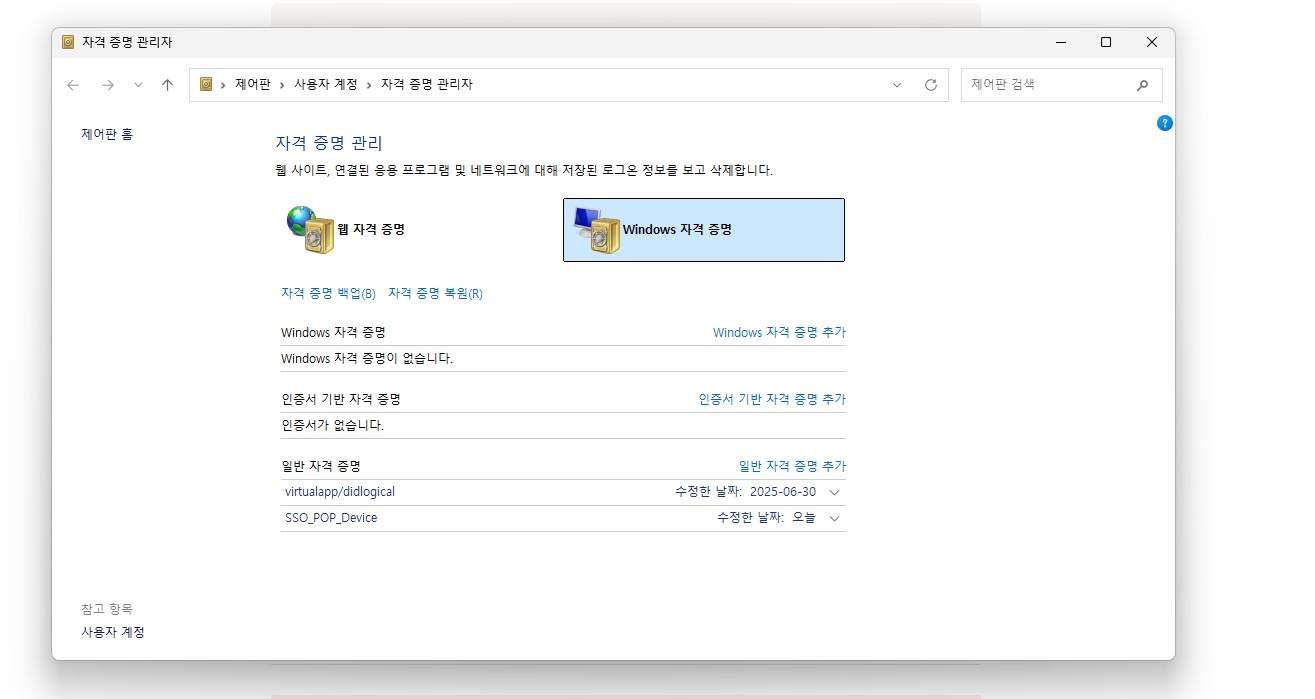 자격 증명 관리자
제어판 › 사용자 계정 › 자격 증명 관리자
제어판 검색
제어판 홈
?
자격 증명 관리
웹 사이트, 연결된 응용 프로그램 및 네트워크에 대해 저장된 로그온 정보를 보고 삭제합니다.
웹 자격 증명
Windows 자격 증명
자격 증명 백업(B) 자격 증명 복원(R)
Windows 자격 증명 Windows 자격 증명 추가
Windows 자격 증명이 없습니다.
인증서 기반 자격 증명 인증서 기반 자격 증명 추가
인증서가 없습니다.
일반 자격 증명 일반 자격 증명 추가
virtualapp/didlogical 수정한 날짜: 2025-06-30
SSO_POP_Device 수정한 날짜: 오늘
참고 항목
사용자 계정